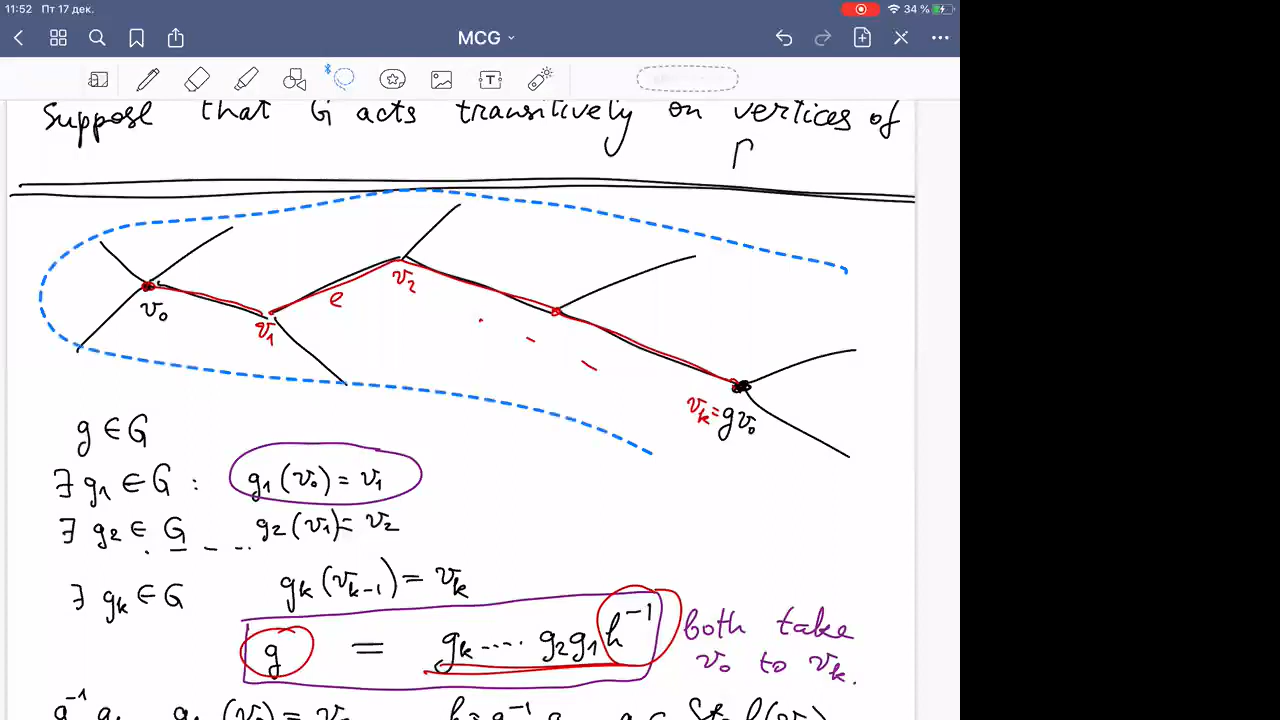 11:52 Пт 17 дек. 34 %
MCG
Suppose that G acts transitively on vertices of
Γ
v₀
v₁
e
v₂
vₖ = gv₀
g ∈ G
∃ g₁ ∈ G : g₁(v₀) = v₁
∃ g₂ ∈ G g₂(v₁) = v₂
∃ gₖ ∈ G gₖ(vₖ₋₁) = vₖ
g = gₖ ···· g₂g₁h⁻¹
both take
v₀ to vₖ.